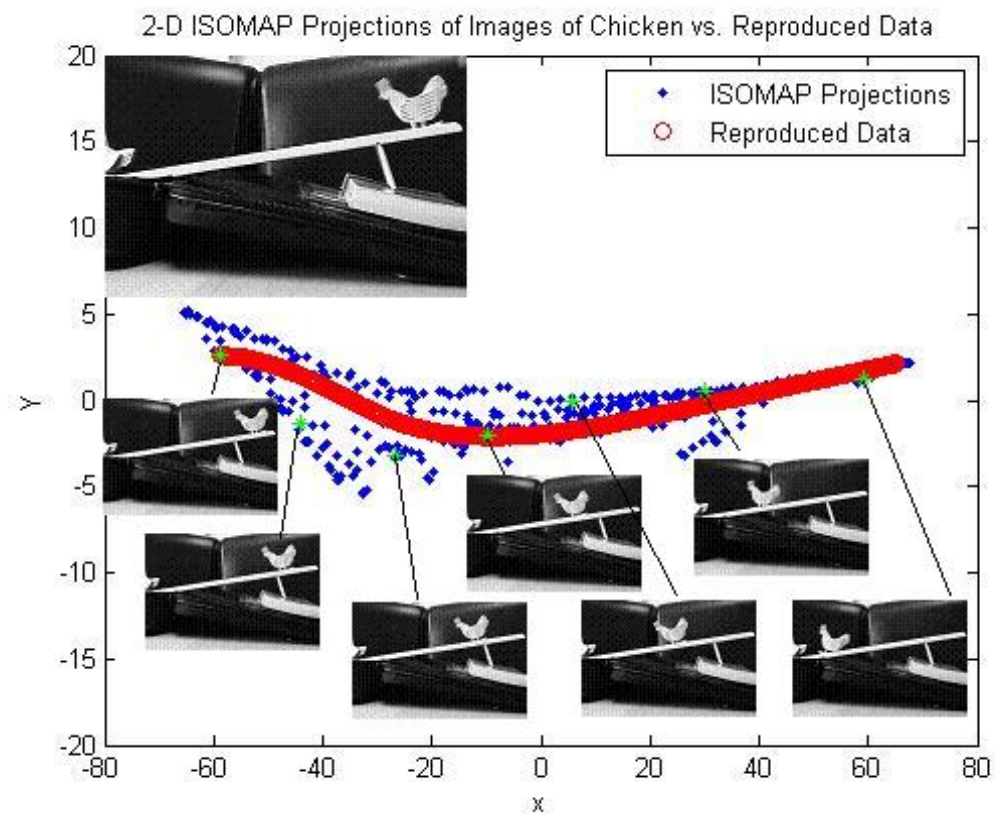 2-D ISOMAP Projections of Images of Chicken vs. Reproduced Data
ISOMAP Projections
Reproduced Data
20
15
10
5
0
-5
-10
-15
-20
Y
-80 -60 -40 -20 0 20 40 60 80
x